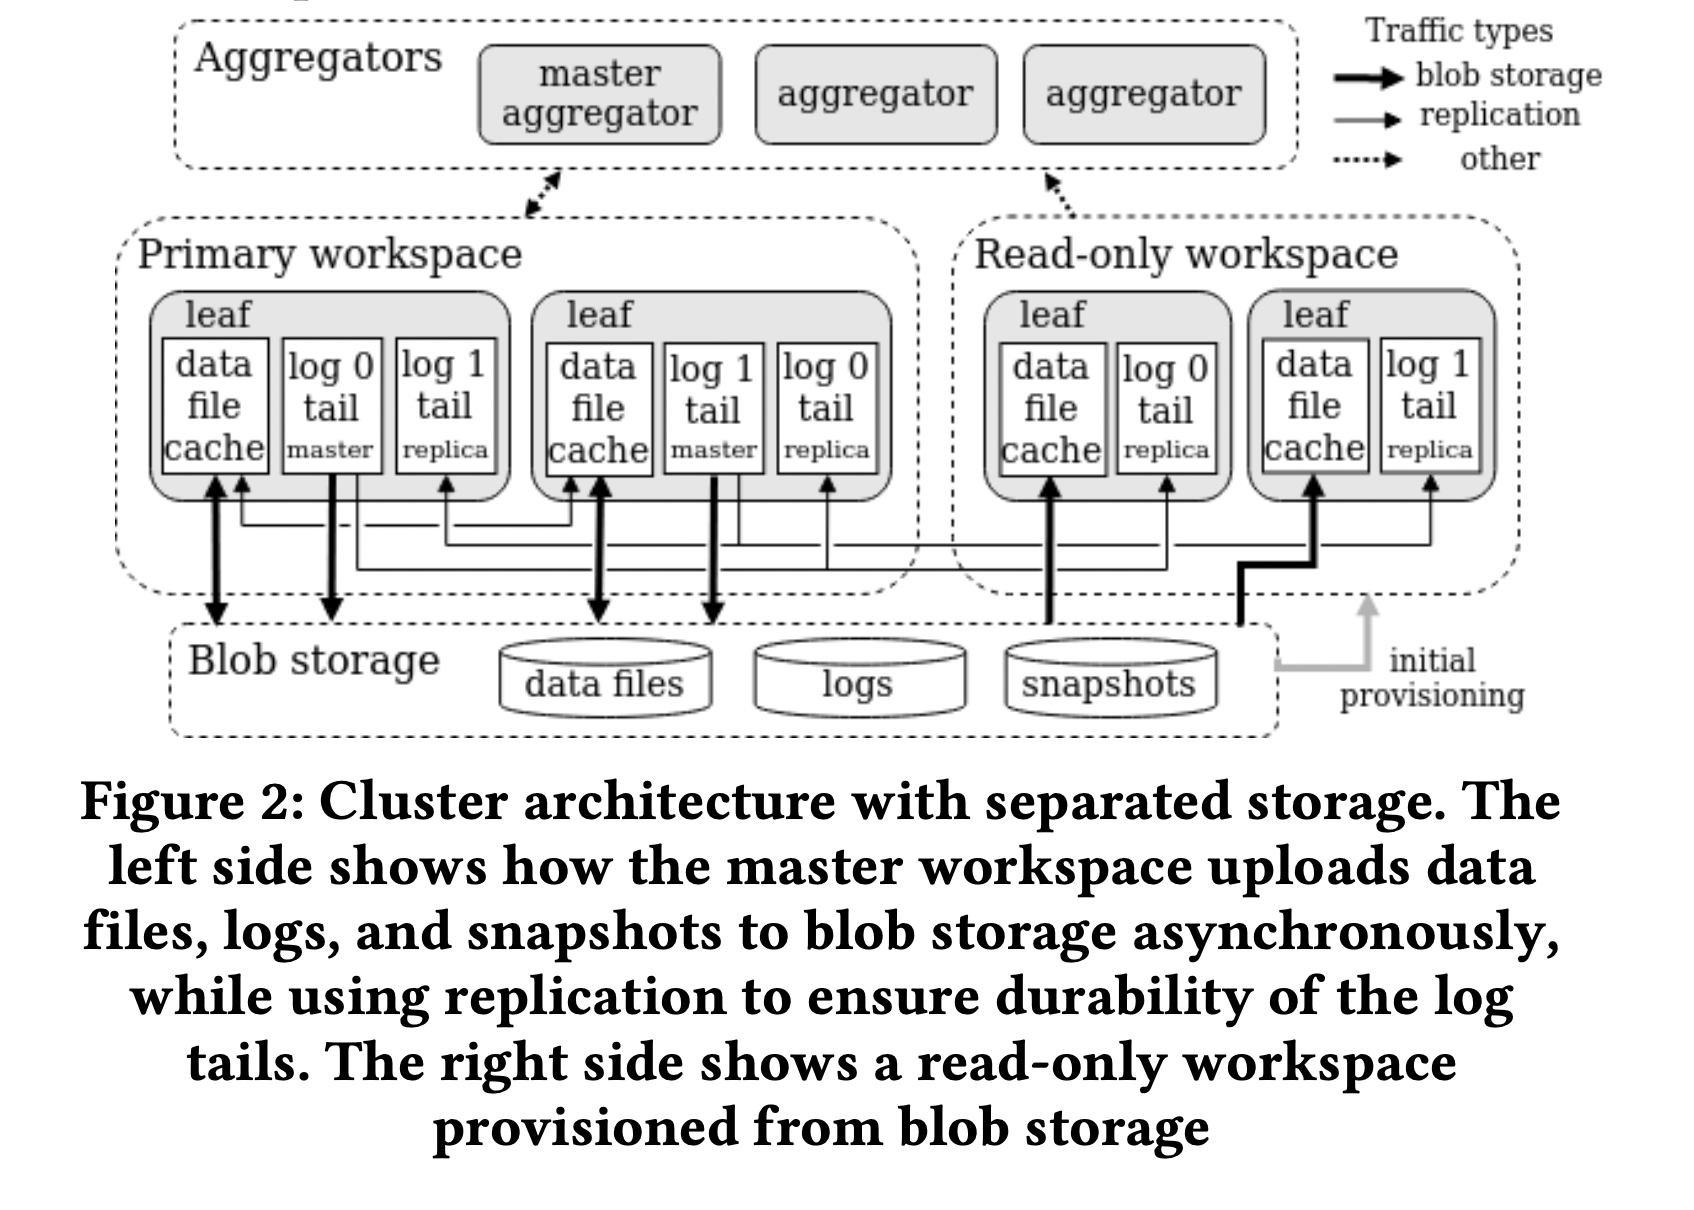 Aggregators
master
aggregator
aggregator
aggregator
Traffic types
blob storage
replication
other
Primary workspace
leaf
data
file
cache
log 0
tail
master
log 1
tail
replica
leaf
data
file
cache
log 1
tail
master
log 0
tail
replica
Read-only workspace
leaf
data
file
cache
log 0
tail
replica
leaf
data
file
cache
log 1
tail
replica
Blob storage
data files
logs
snapshots
initial
provisioning
Figure 2: Cluster architecture with separated storage. The
left side shows how the master workspace uploads data
files, logs, and snapshots to blob storage asynchronously,
while using replication to ensure durability of the log
tails. The right side shows a read-only workspace
provisioned from blob storage